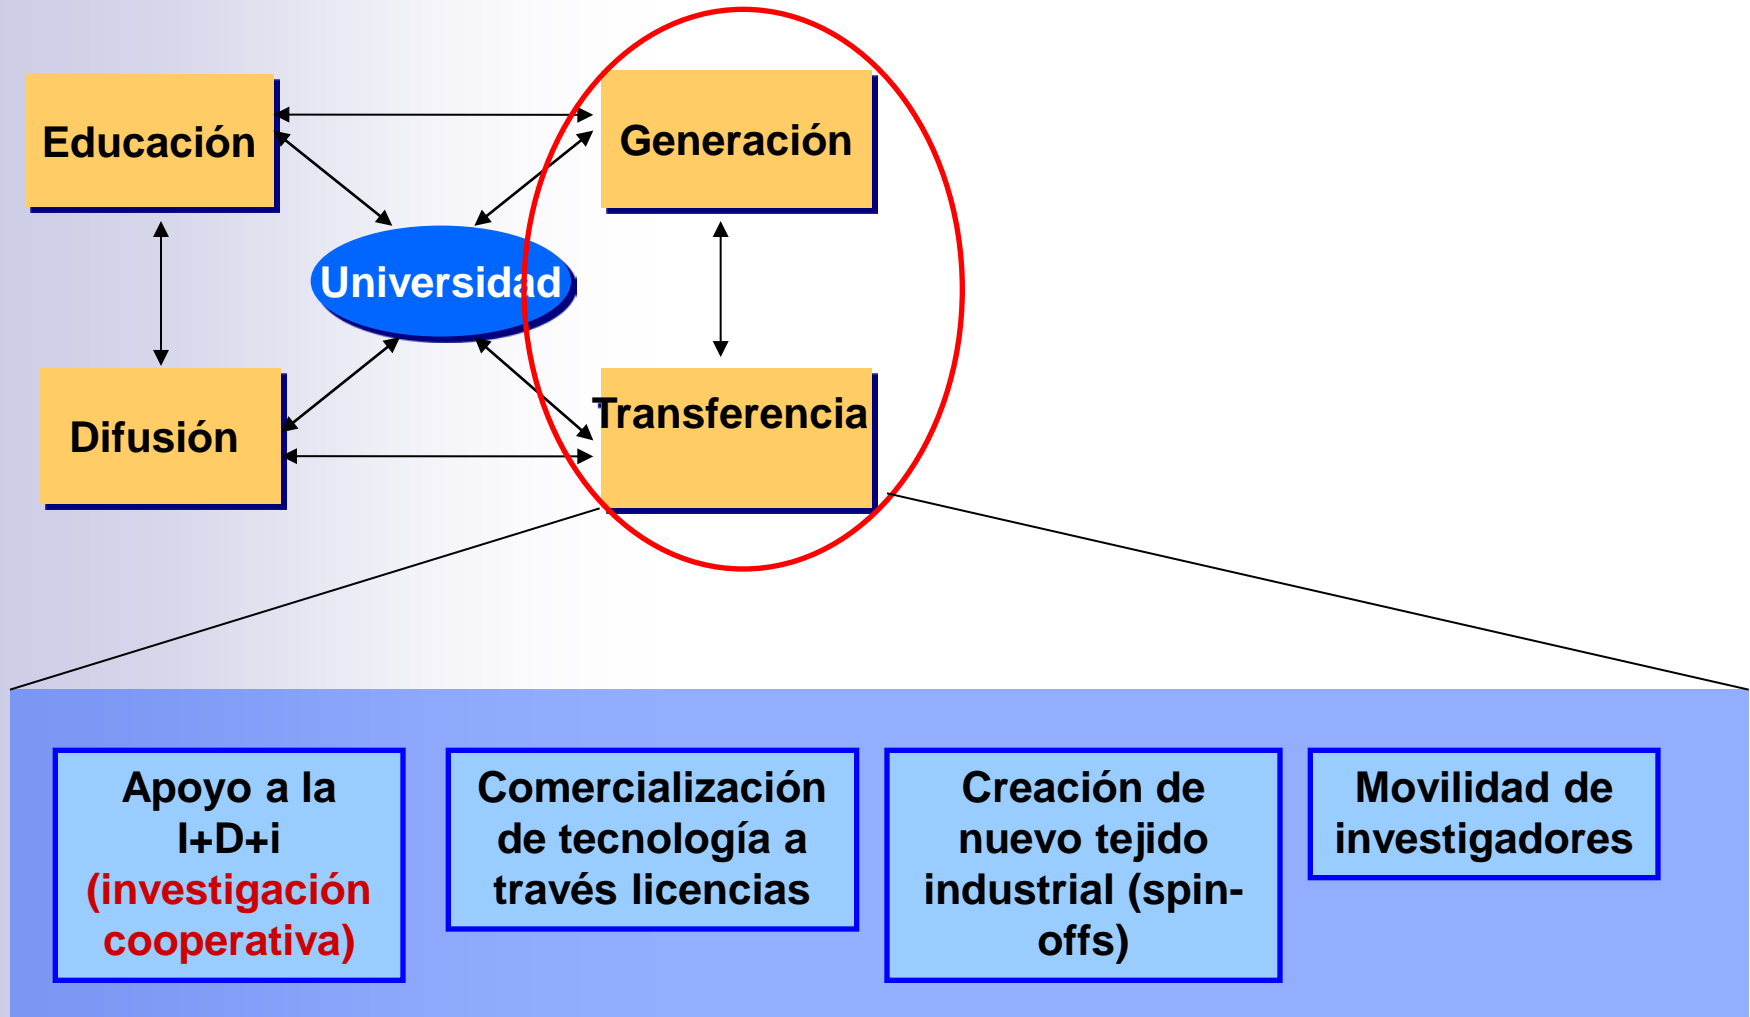 Educación
Generación
Universidad
Difusión
Transferencia
Apoyo a la
I+D+i
(investigación
cooperativa)
Comercialización
de tecnología a
través licencias
Creación de
nuevo tejido
industrial (spin-
offs)
Movilidad de
investigadores